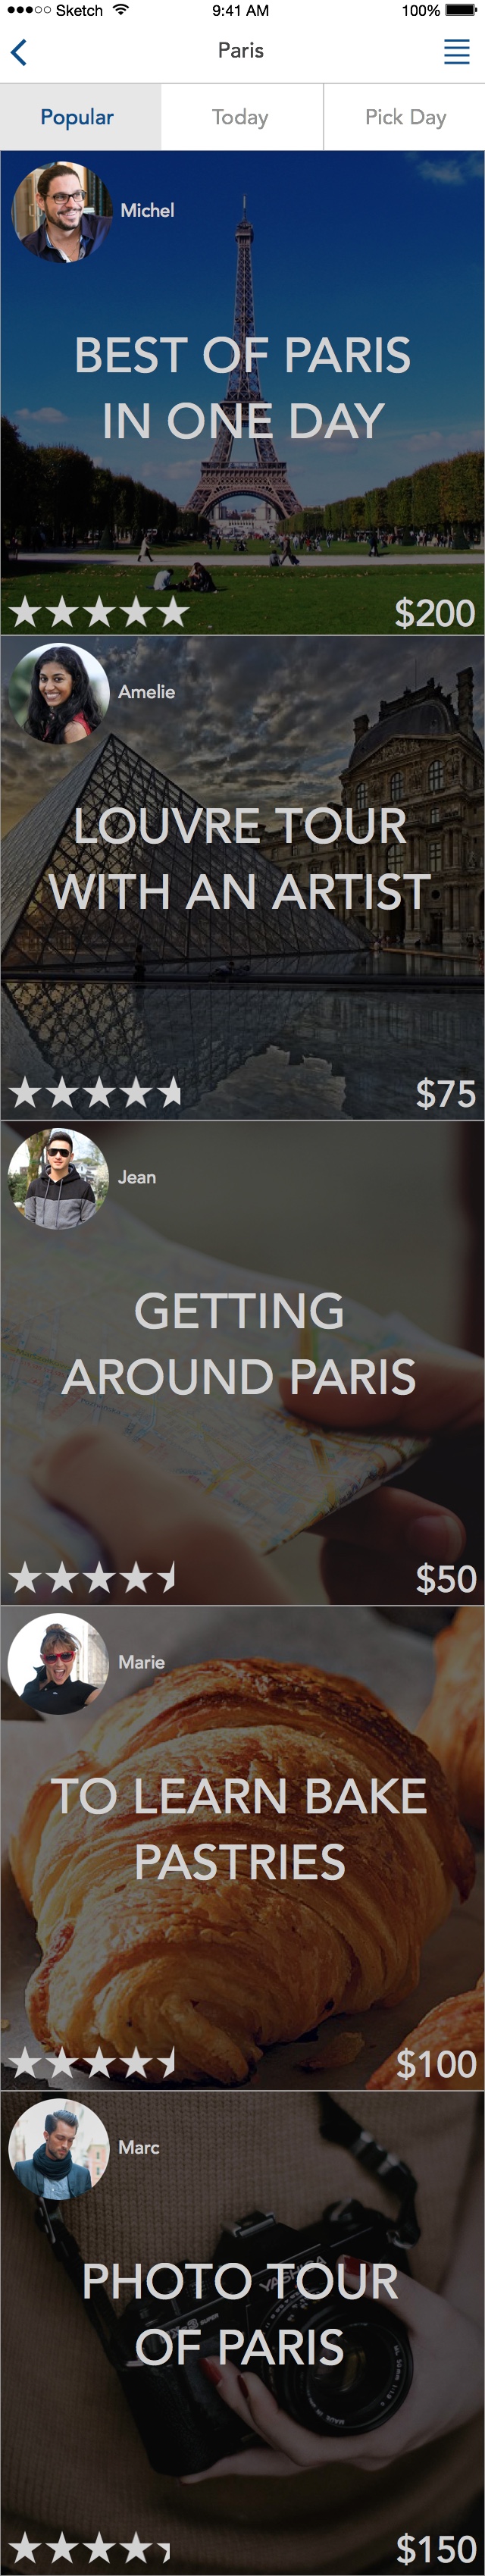 Sketch 9:41 AM 100%
Paris
Popular Today Pick Day
Michel
BEST OF PARIS
IN ONE DAY
$200
Amelie
LOUVRE TOUR
WITH AN ARTIST
$75
Jean
GETTING
AROUND PARIS
$50
Marie
TO LEARN BAKE
PASTRIES
$100
Marc
YASHICA
PHOTO TOUR
SUPER
OF PARIS
$150